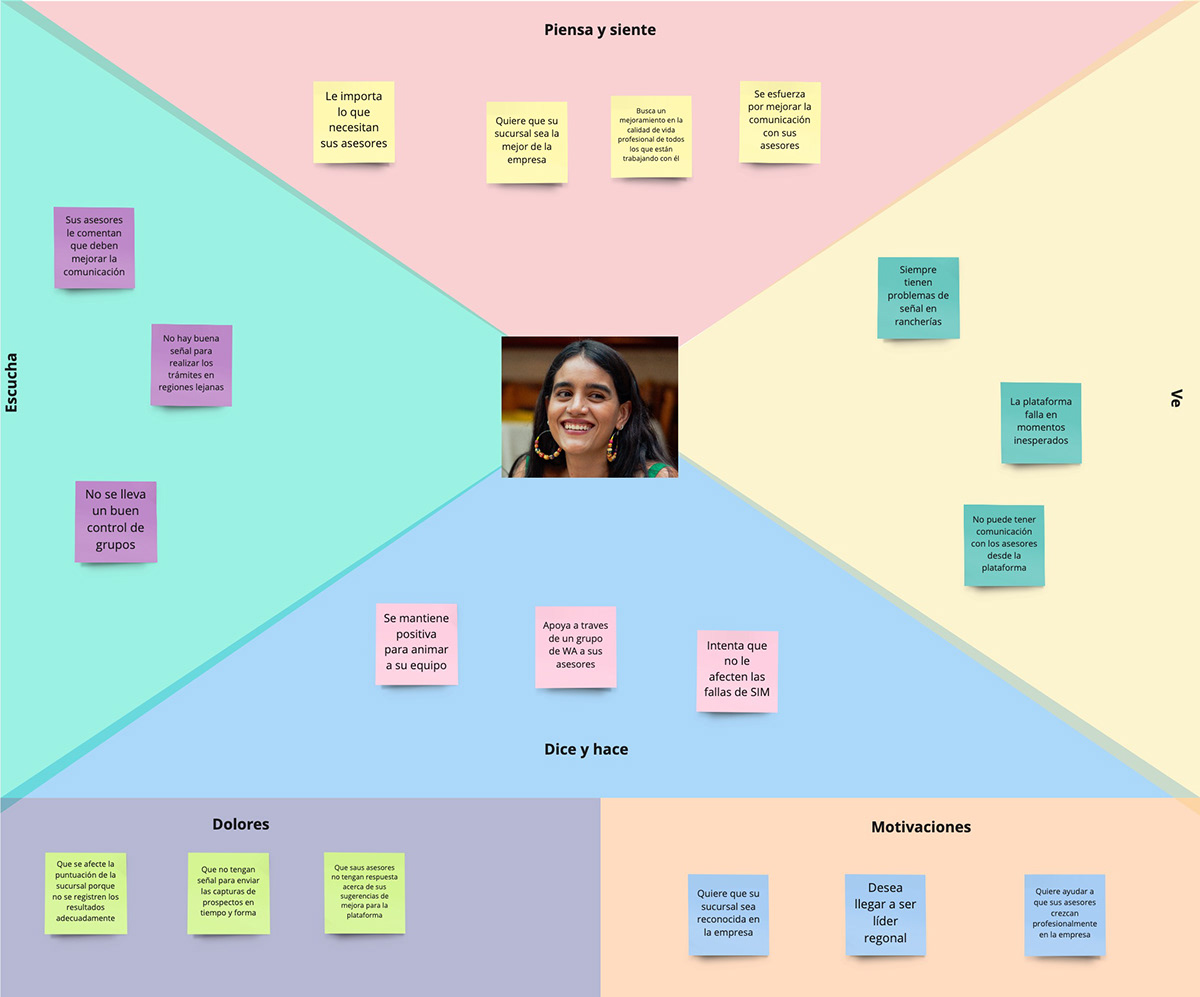 Piensa y siente
Le importa
lo que
necesitan
sus asesores
Quiere que su
sucursal sea la
mejor de la
empresa
Busca un
mejoramiento en la
calidad de vida
profesional de todos
los que están
trabajando con él
Se esfuerza
por mejorar la
comunicación
con sus
asesores
Escucha
Sus asesores
le comentan
que deben
mejorar la
comunicación
No hay buena
señal para
realizar los
trámites en
regiones lejanas
No se lleva
un buen
control de
grupos
Ve
Siempre
tienen
problemas de
señal en
rancherías
La plataforma
falla en
momentos
inesperados
No puede tener
comunicación
con los asesores
desde la
plataforma
Se mantiene
positiva
para animar
a su equipo
Apoya a traves
de un grupo
de WA a sus
asesores
Intenta que
no le
afecten las
fallas de SIM
Dice y hace
Dolores
Que se afecte la
puntuación de la
sucursal porque
no se registren los
resultados
adecuadamente
Que no tengan
señal para enviar
las capturas de
prospectos en
tiempo y forma
Que saus asesores
no tengan respuesta
acerca de sus
sugerencias de
mejora para la
plataforma
Motivaciones
Quiere que su
sucursal sea
reconocida en
la empresa
Desea
llegar a ser
líder
regonal
Quiere ayudar a
que sus asesores
crezcan
profesionalmente
en la empresa